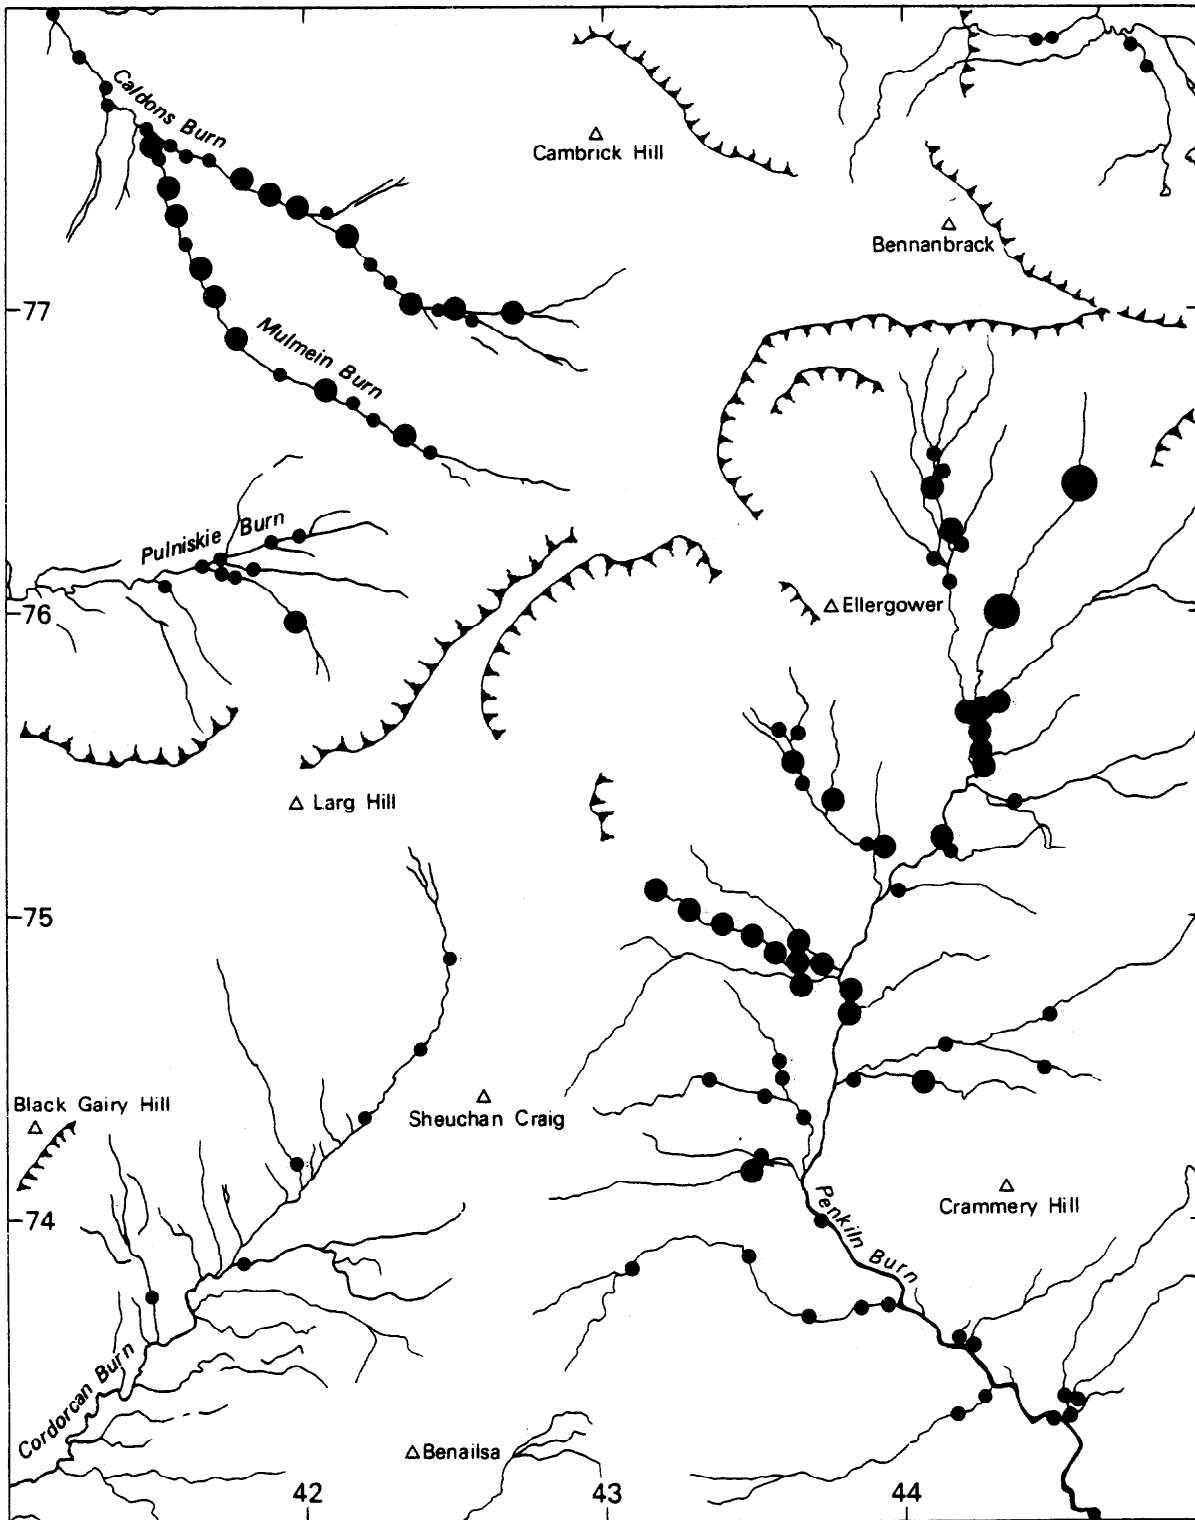 Caldons Burn
Cambrick Hill
Bennanbrack
77
Mulmein Burn
Pulniskie Burn
76
Ellergower
Larg Hill
75
Black Gairy Hill
Sheuchan Craig
Crammery Hill
74
Penkiln Burn
Cordorcan Burn
Benailsa
42
43
44